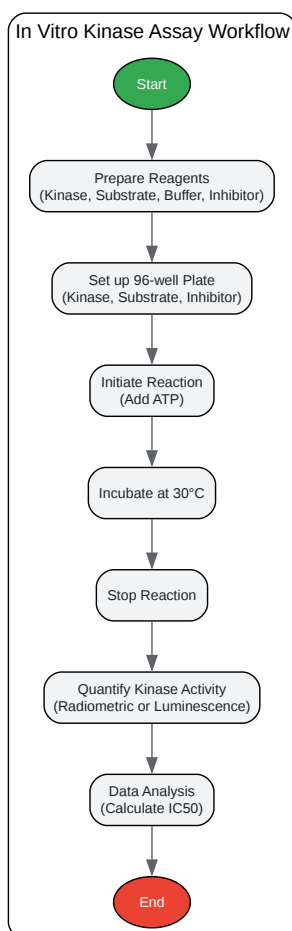 In Vitro Kinase Assay Workflow
Start
Prepare Reagents
(Kinase, Substrate, Buffer, Inhibitor)
Set up 96-well Plate
(Kinase, Substrate, Inhibitor)
Initiate Reaction
(Add ATP)
Incubate at 30°C
Stop Reaction
Quantify Kinase Activity
(Radiometric or Luminescence)
Data Analysis
(Calculate IC50)
End